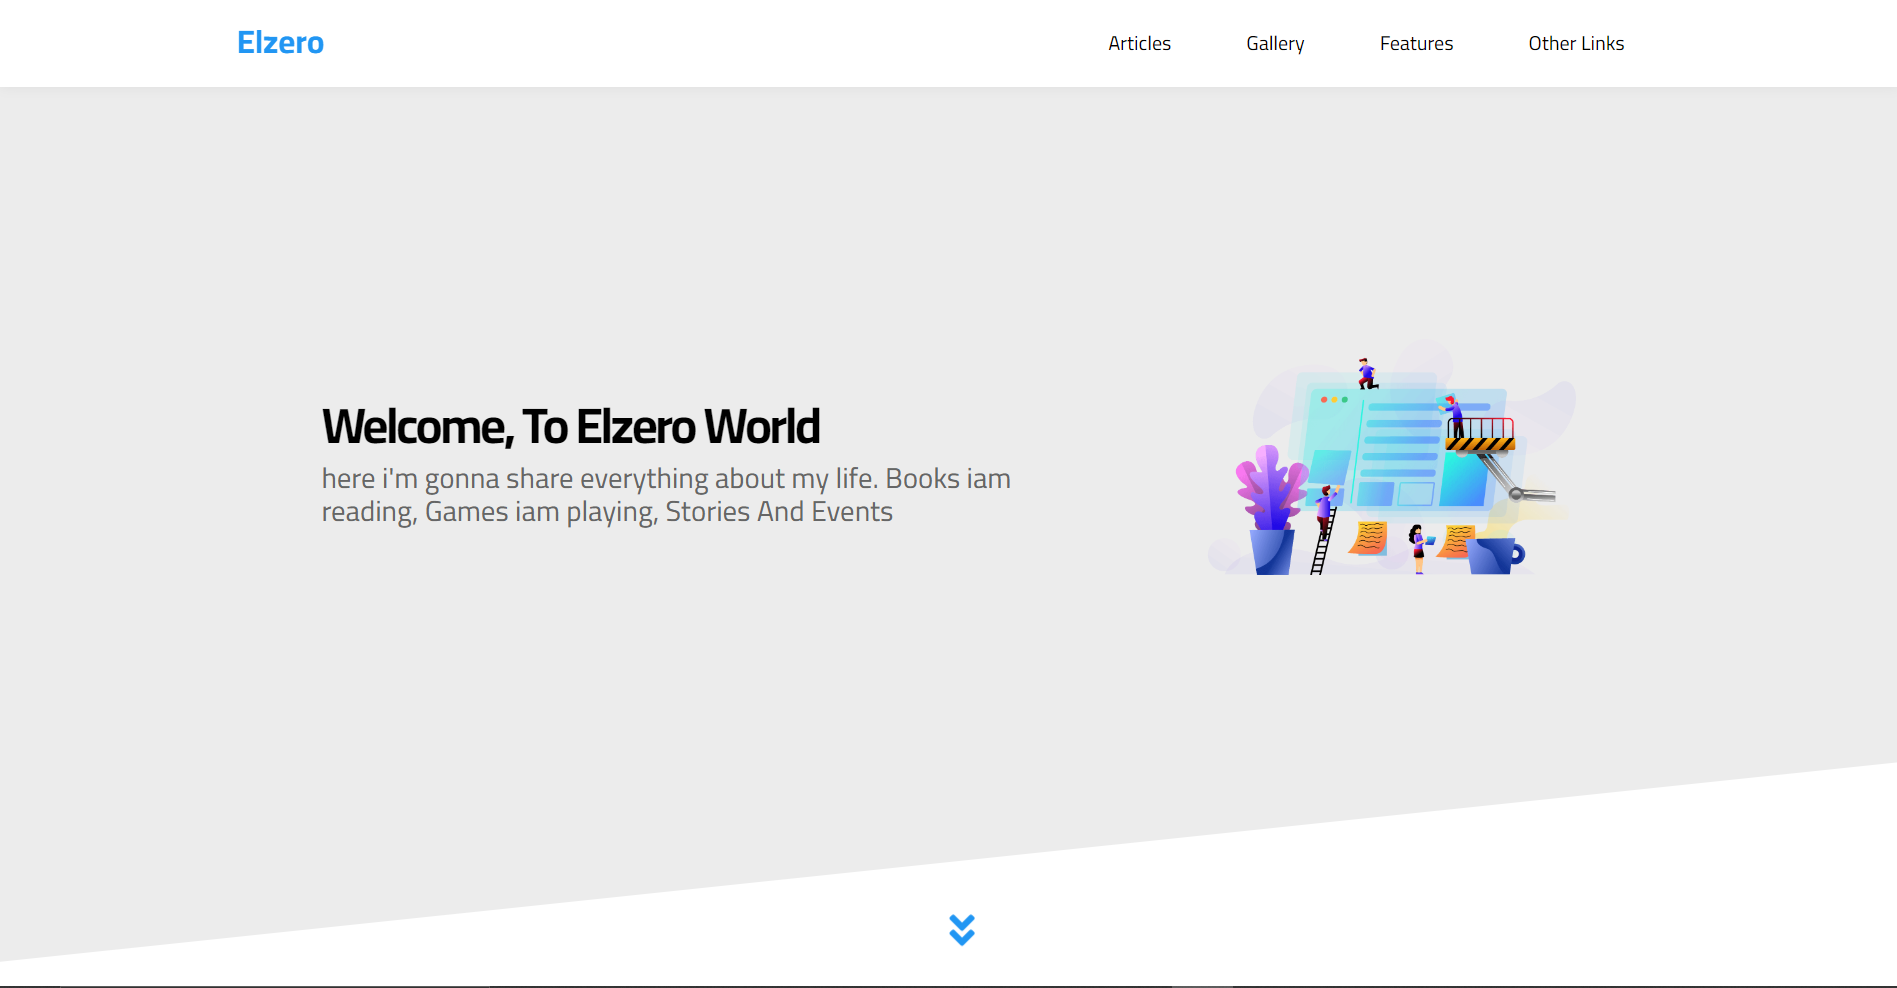 Elzero
Articles
Gallery
Features
Other Links
Welcome, To Elzero World
here i'm gonna share everything about my life. Books iam
reading, Games iam playing, Stories And Events